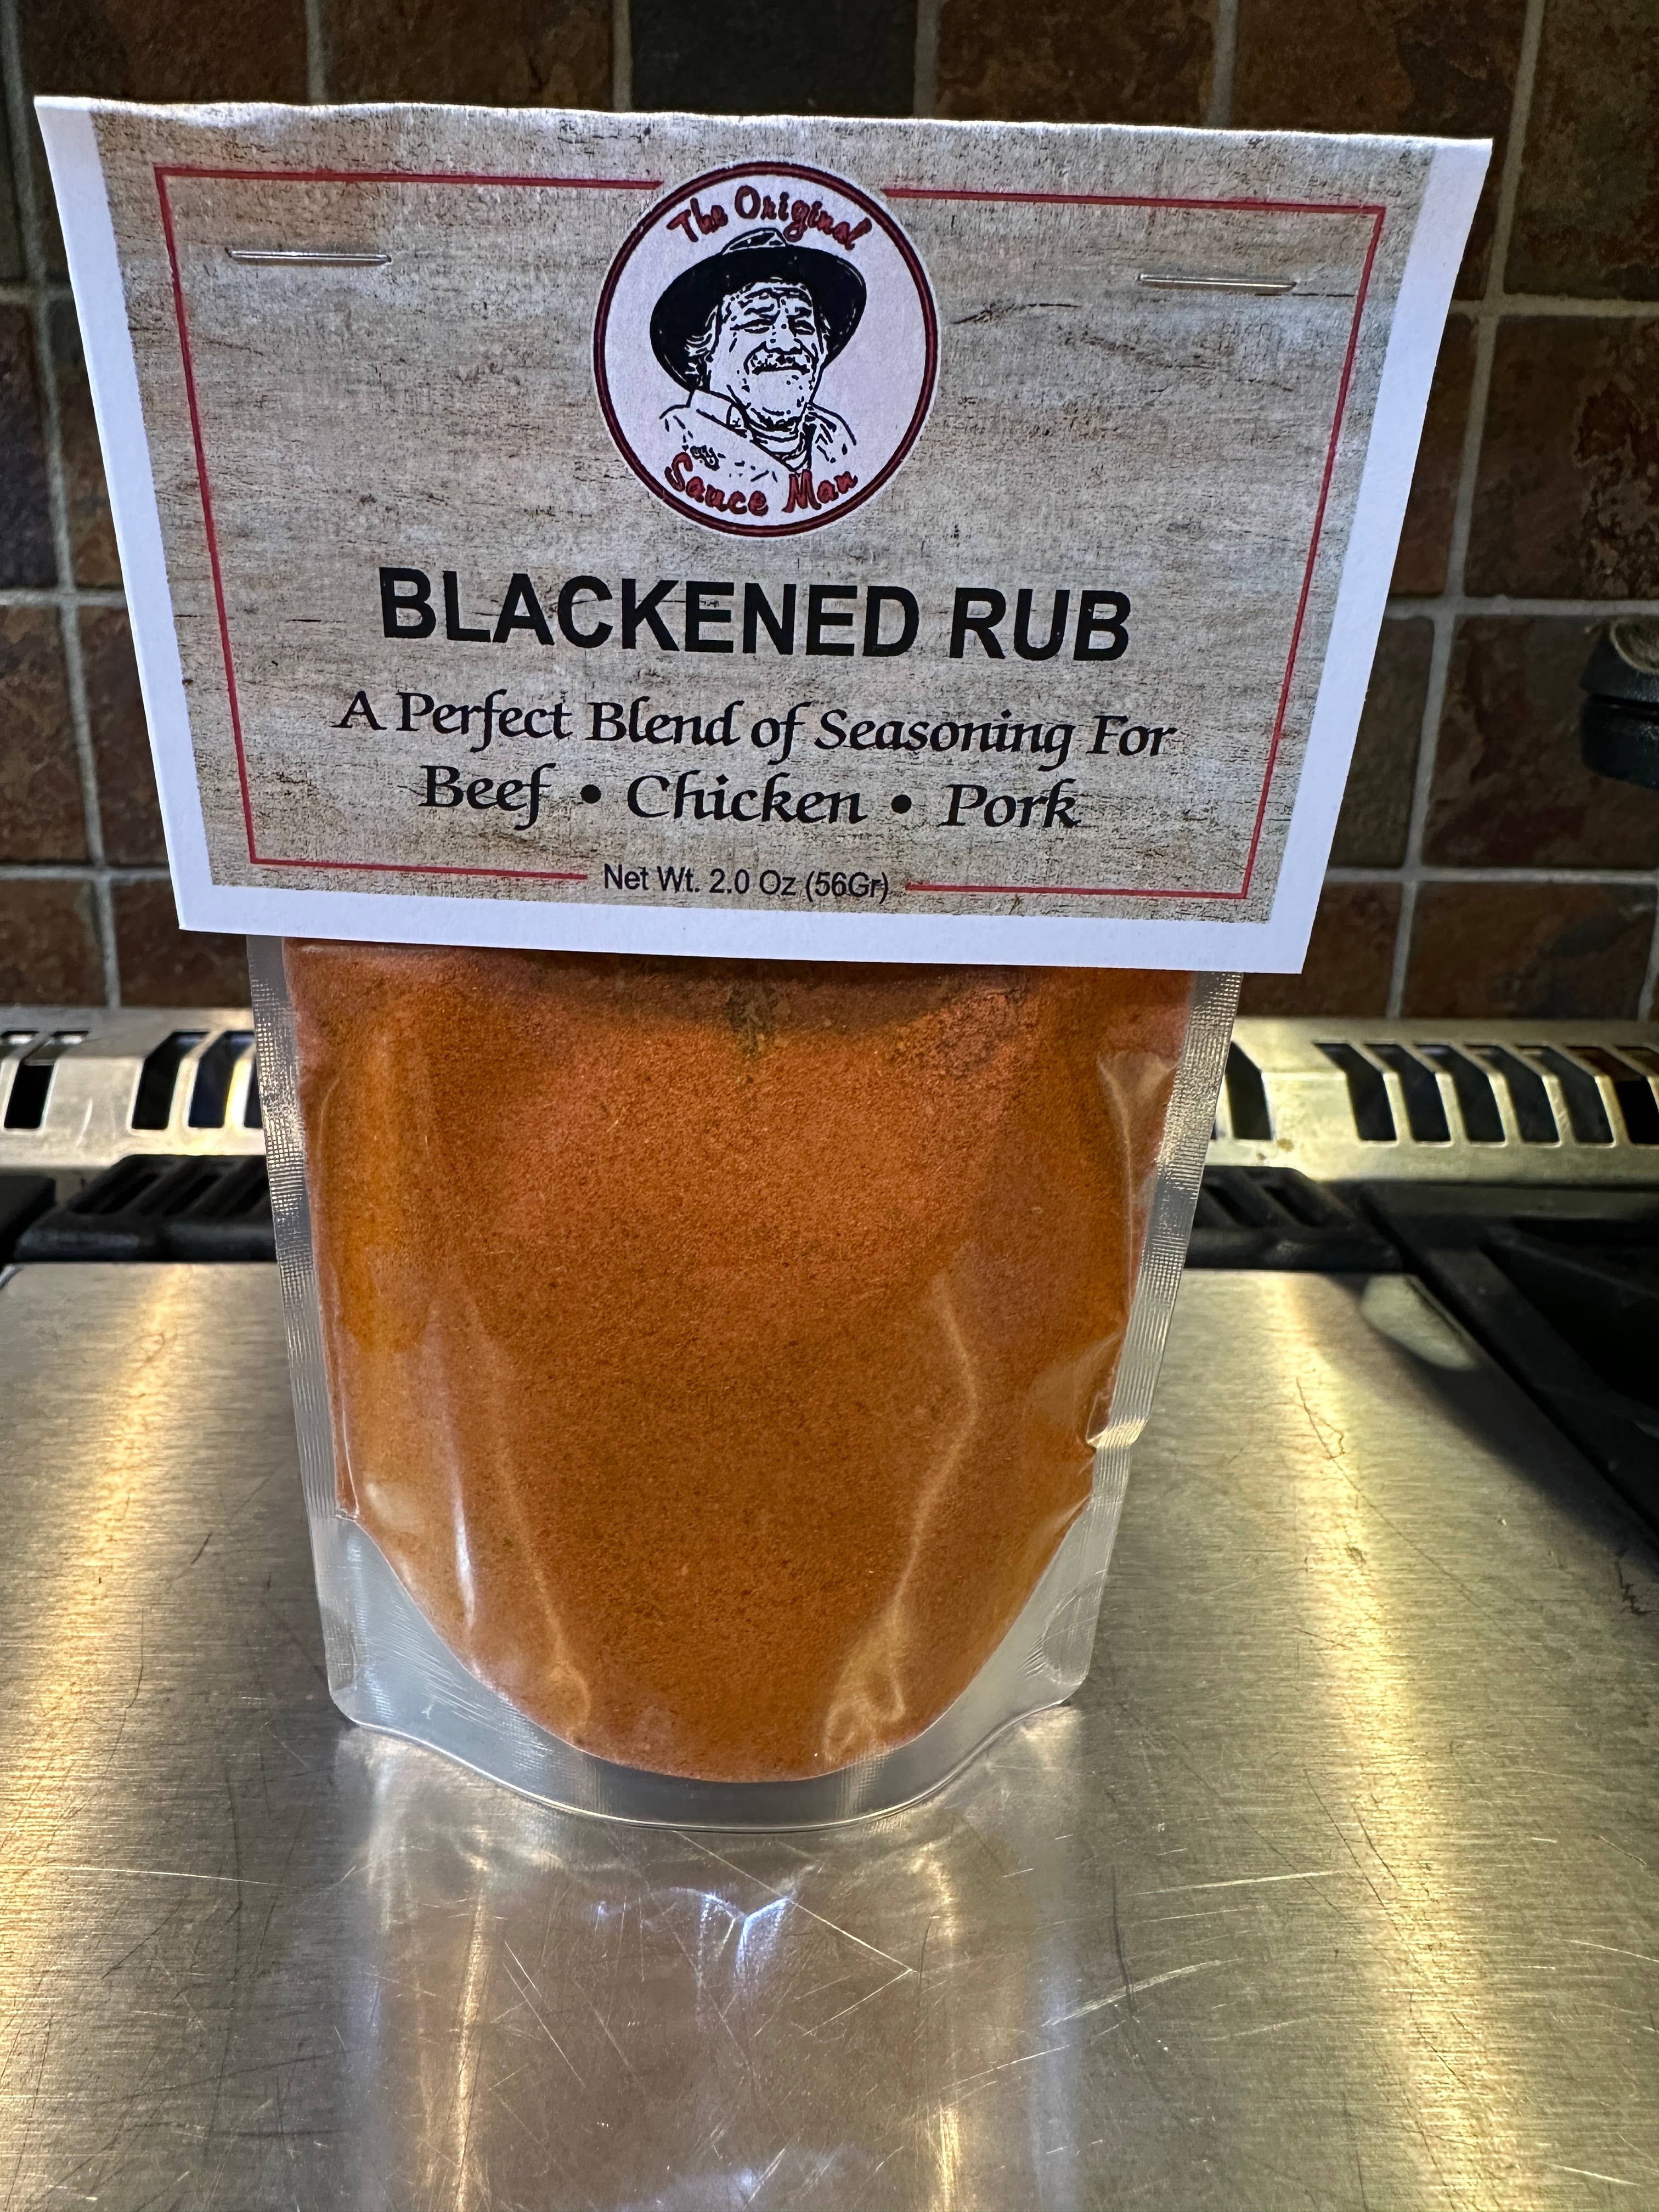 The Original
Sauce Man
BLACKENED RUB
A Perfect Blend of Seasoning For
Beef • Chicken • Pork
Net Wt. 2.0 Oz (56Gr)